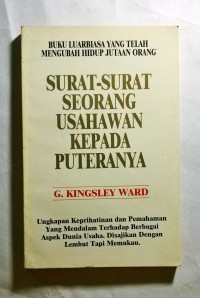 BUKU LUARBIASA YANG TELAH
MENGUBAH HIDUP JUTAAN ORANG
SURAT-SURAT
SEORANG
USAHAWAN
KEPADA
PUTERANYA
G. KINGSLEY WARD
Ungkapan Keprihatinan dan Pemahaman
Yang Mendalam Terhadap Berbagai
Aspek Dunia Usaha. Disajikan Dengan
Lembut Tapi Memukau.